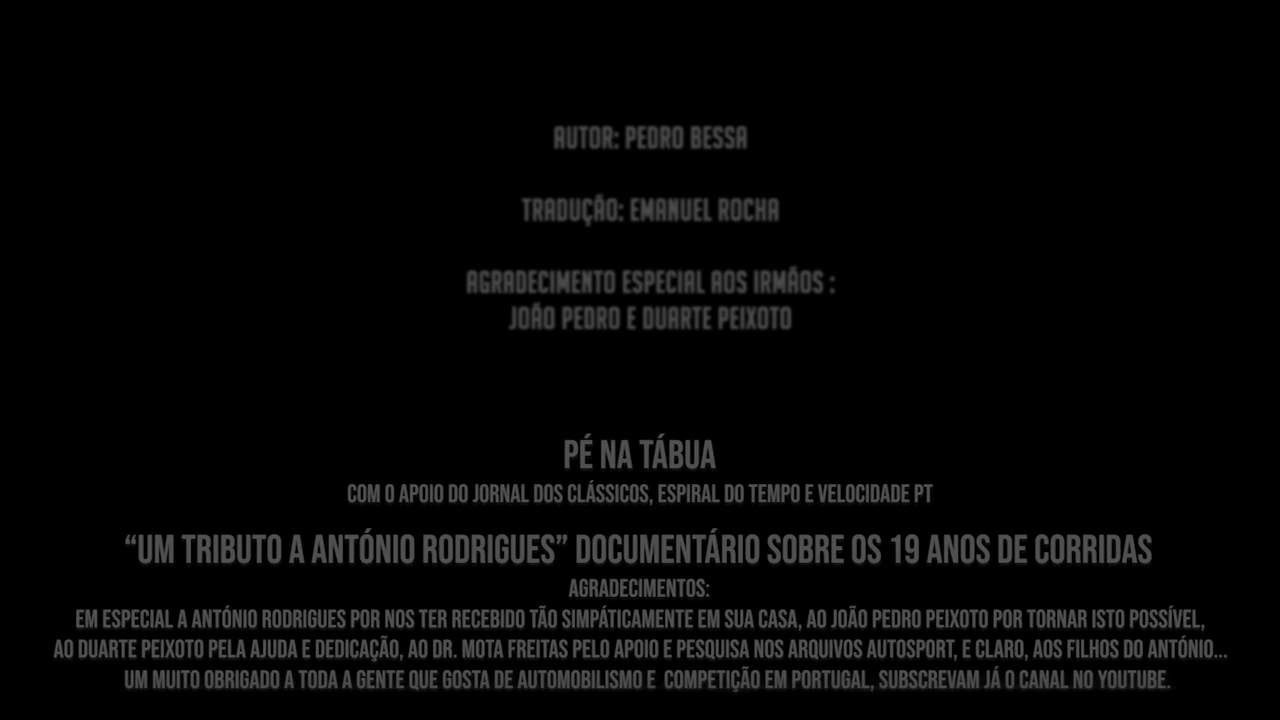 AUTOR: PEDRO BESSA
TRADUÇÃO: EMANUEL ROCHA
AGRADECIMENTO ESPECIAL AOS IRMÃOS :
JOÃO PEDRO E DUARTE PEIXOTO
PÉ NA TÁBUA
COM O APOIO DO JORNAL DOS CLÁSSICOS, ESPIRAL DO TEMPO E VELOCIDADE PT
“UM TRIBUTO A ANTÓNIO RODRIGUES” DOCUMENTÁRIO SOBRE OS 19 ANOS DE CORRIDAS
AGRADECIMENTOS:
EM ESPECIAL A ANTÓNIO RODRIGUES POR NOS TER RECEBIDO TÃO SIMPÁTICAMENTE EM SUA CASA, AO JOÃO PEDRO PEIXOTO POR TORNAR ISTO POSSÍVEL,
AO DUARTE PEIXOTO PELA AJUDA E DEDICAÇÃO, AO DR. MOTA FREITAS PELO APOIO E PESQUISA NOS ARQUIVOS AUTOSPORT, E CLARO, AOS FILHOS DO ANTÓNIO...
UM MUITO OBRIGADO A TODA A GENTE QUE GOSTA DE AUTOMOBILISMO E COMPETIÇÃO EM PORTUGAL, SUBSCREVAM JÁ O CANAL NO YOUTUBE.